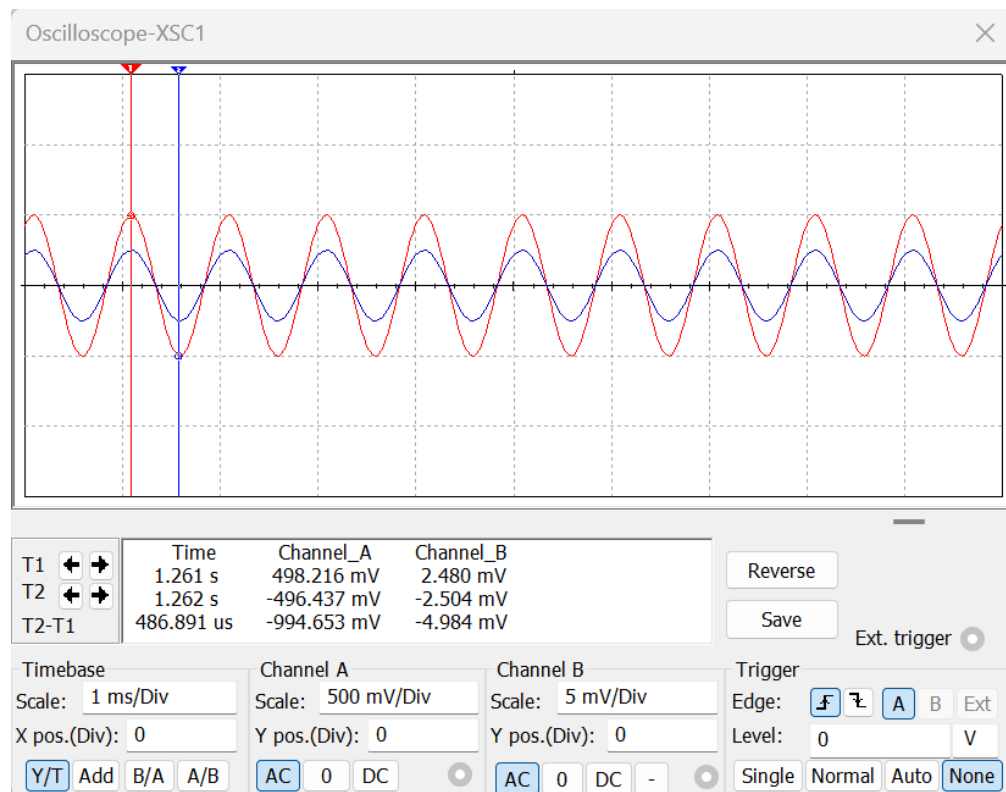 Oscilloscope-XSC1
1
2
Time Channel_A Channel_B
T1 1.261 s 498.216 mV 2.480 mV
T2 1.262 s -496.437 mV -2.504 mV
T2-T1 486.891 us -994.653 mV -4.984 mV
Reverse
Save
Ext. trigger
Timebase
Scale: 1 ms/Div
X pos.(Div): 0
Y/T Add B/A A/B
Channel A
Scale: 500 mV/Div
Y pos.(Div): 0
AC 0 DC
Channel B
Scale: 5 mV/Div
Y pos.(Div): 0
AC 0 DC -
Trigger
Edge: A B Ext
Level: 0 V
Single Normal Auto None